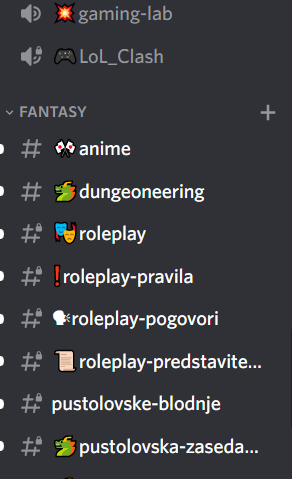 gaming-lab
LoL_Clash
FANTASY
anime
dungeoneering
roleplay
roleplay-pravila
roleplay-pogovori
roleplay-predstavite...
pustolovske-blodnje
pustolovska-zaseda...